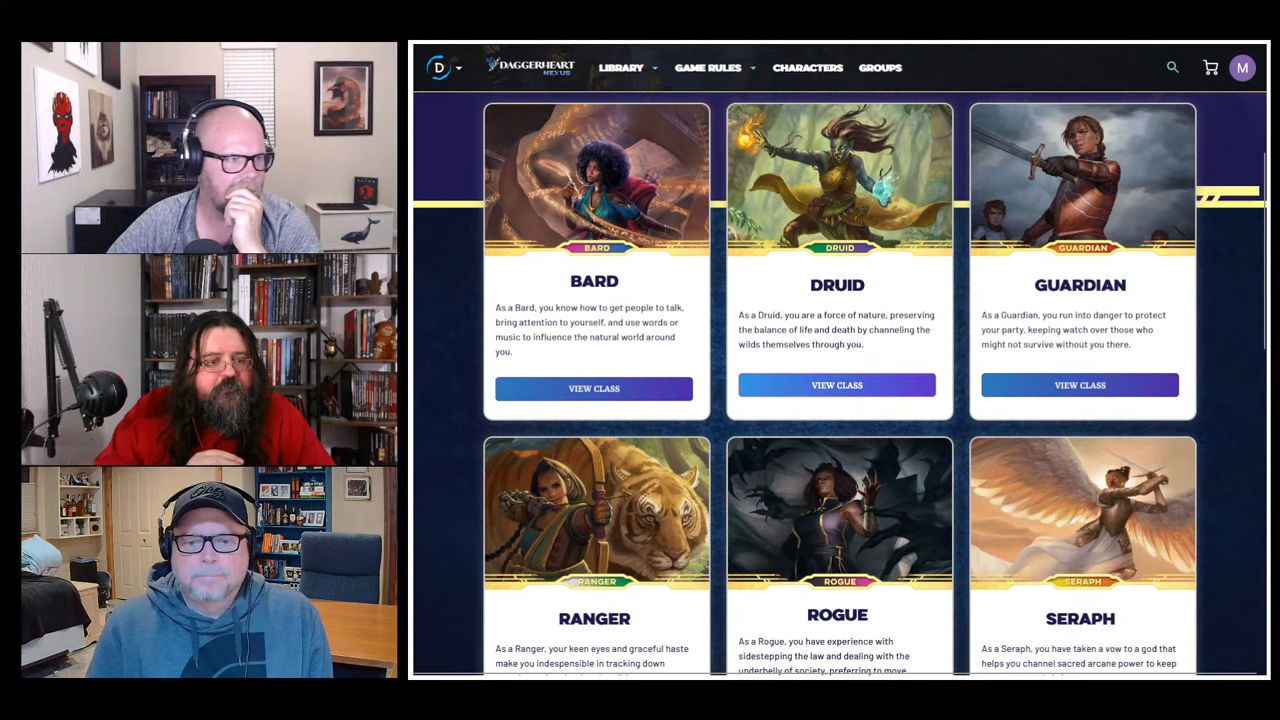 D
DAGGERHEART
NEXUS
LIBRARY
GAME RULES
CHARACTERS
GROUPS
M
BARD
DRUID
GUARDIAN
BARD
As a Bard, you know how to get people to talk,
bring attention to yourself, and use words or
music to influence the natural world around
you.
VIEW CLASS
DRUID
As a Druid, you are a force of nature, preserving
the balance of life and death by channeling the
wilds themselves through you.
VIEW CLASS
GUARDIAN
As a Guardian, you run into danger to protect
your party, keeping watch over those who
might not survive without you there.
VIEW CLASS
RANGER
ROGUE
SERAPH
RANGER
As a Ranger, your keen eyes and graceful haste
make you indespensible in tracking down
ROGUE
As a Rogue, you have experience with
sidestepping the law and dealing with the
underbelly of society, preferring to move
SERAPH
As a Seraph, you have taken a vow to a god that
helps you channel sacred arcane power to keep